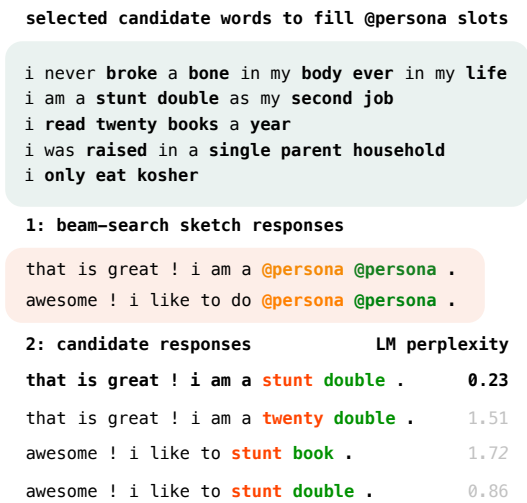 selected candidate words to fill @persona slots
i never broke a bone in my body ever in my life
i am a stunt double as my second job
i read twenty books a year
i was raised in a single parent household
i only eat kosher
1: beam-search sketch responses
that is great ! i am a @persona @persona .
awesome ! i like to do @persona @persona .
2: candidate responses LM perplexity
that is great ! i am a stunt double . 0.23
that is great ! i am a twenty double . 1.51
awesome ! i like to stunt book . 1.72
awesome ! i like to stunt double . 0.86